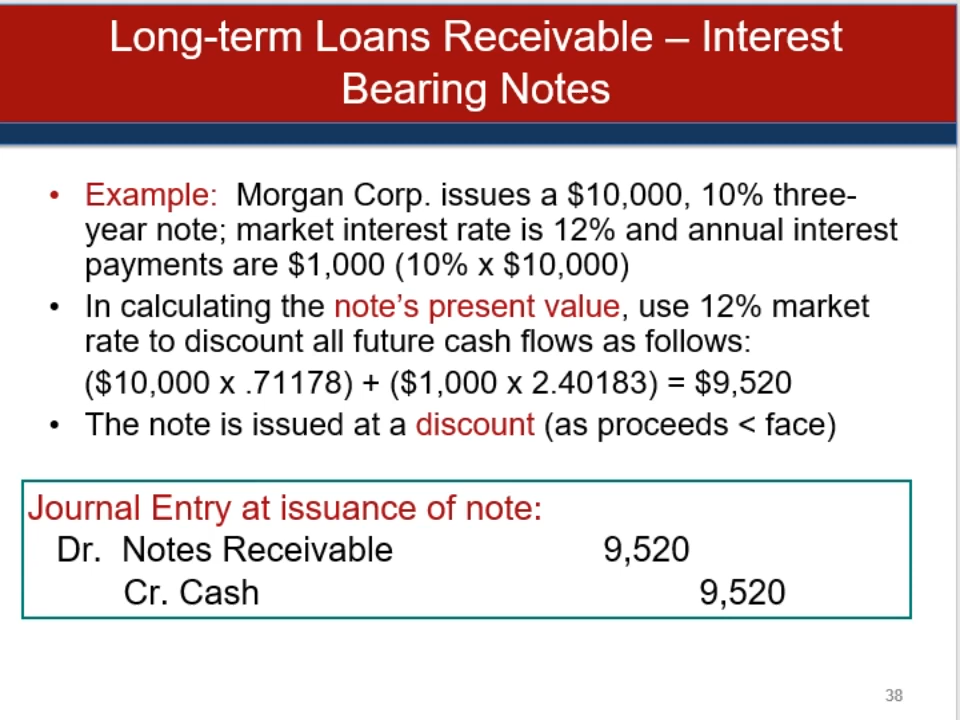 Long-term Loans Receivable – Interest
Bearing Notes
• Example: Morgan Corp. issues a $10,000, 10% three-
year note; market interest rate is 12% and annual interest
payments are $1,000 (10% x $10,000)
• In calculating the note’s present value, use 12% market
rate to discount all future cash flows as follows:
($10,000 x .71178) + ($1,000 x 2.40183) = $9,520
• The note is issued at a discount (as proceeds < face)
Journal Entry at issuance of note:
Dr. Notes Receivable 9,520
Cr. Cash 9,520
38